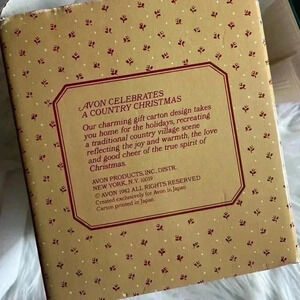 AVON CELEBRATES
A COUNTRY CHRISTMAS
Our charming gift carton design takes
you home for the holidays, recreating
a traditional country village scene
reflecting the joy and warmth, the love
and good cheer of the true spirit of
Christmas.
AVON PRODUCTS, INC., DISTR.
NEW YORK, N.Y. 10019
© AVON 1982 ALL RIGHTS RESERVED
Created exclusively for Avon in Japan
Carton printed in Japan